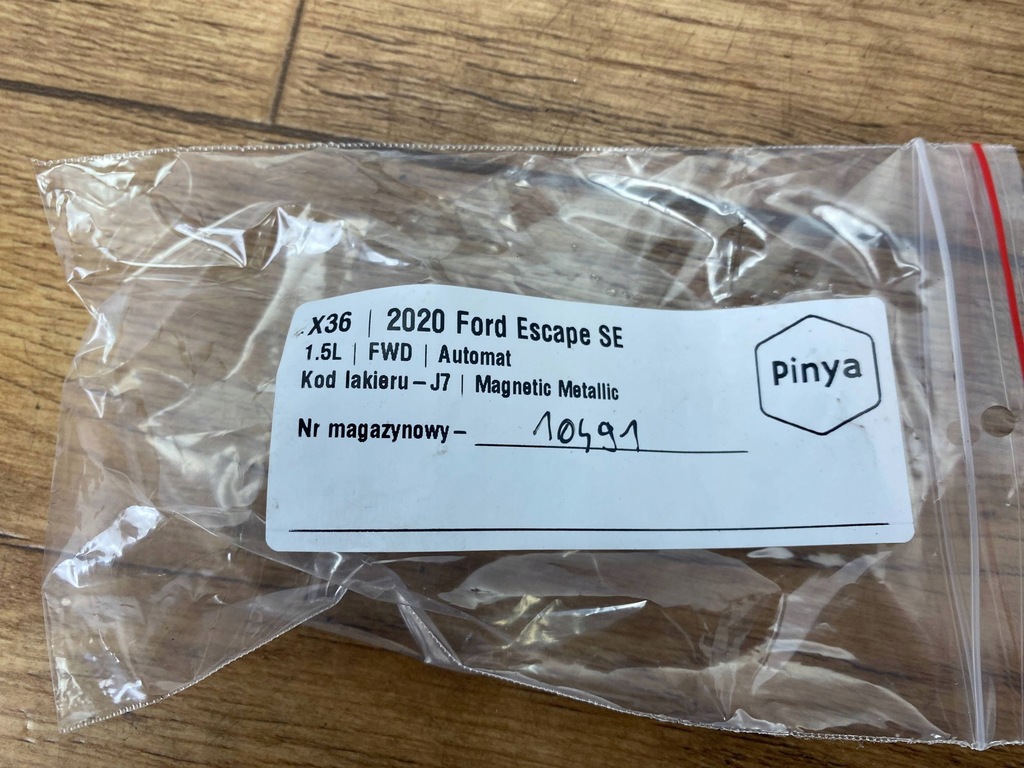 X36 | 2020 Ford Escape SE
1.5L | FWD | Automat
Kod lakieru – J7 | Magnetic Metallic
Nr magazynowy – 10491
Pinya